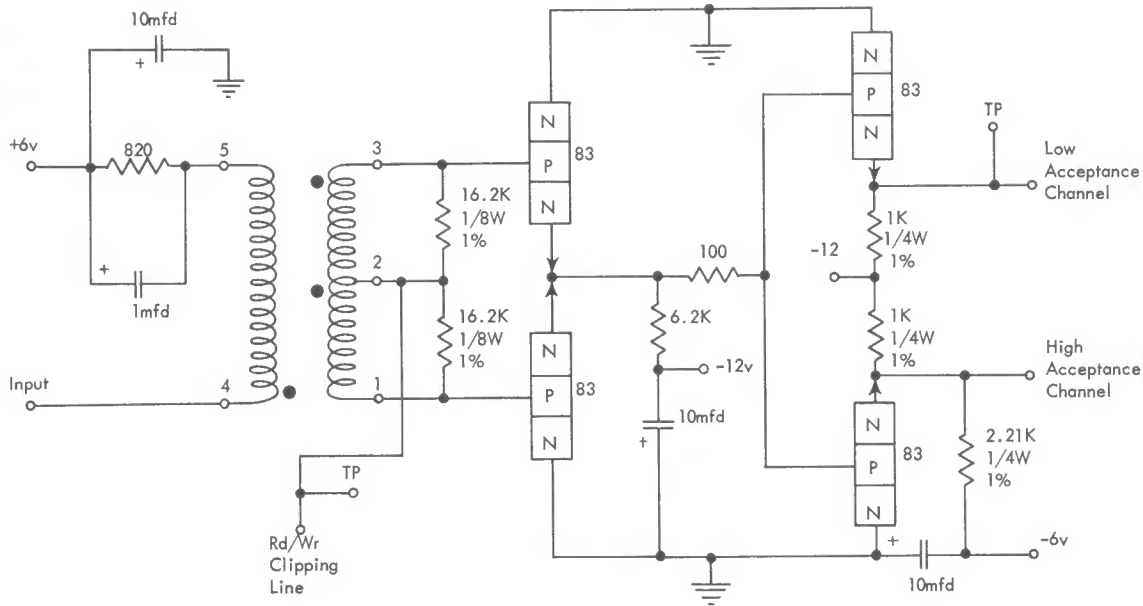 10mfd
+
+6v
820
5
+
1mfd
Input
4
3
16.2K
1/8W
1%
2
16.2K
1/8W
1%
1
TP
Rd/Wr
Clipping
Line
N
P
N
83
N
P
N
83
100
6.2K
-12v
10mfd
+
N
P
N
83
TP
Low
Acceptance
Channel
1K
1/4W
1%
-12
1K
1/4W
1%
High
Acceptance
Channel
N
P
N
83
2.21K
1/4W
1%
+
10mfd
-6v